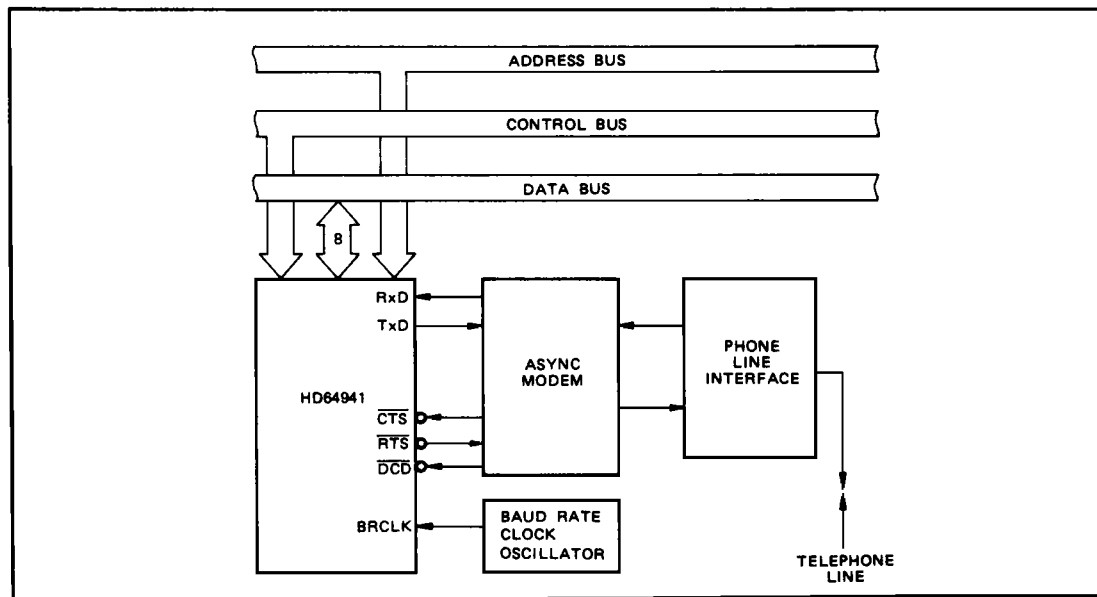 ADDRESS BUS
CONTROL BUS
DATA BUS
8
RxD
TxD
HD64941
CTS
RTS
DCD
BRCLK
ASYNC
MODEM
PHONE
LINE
INTERFACE
BAUD RATE
CLOCK
OSCILLATOR
TELEPHONE
LINE